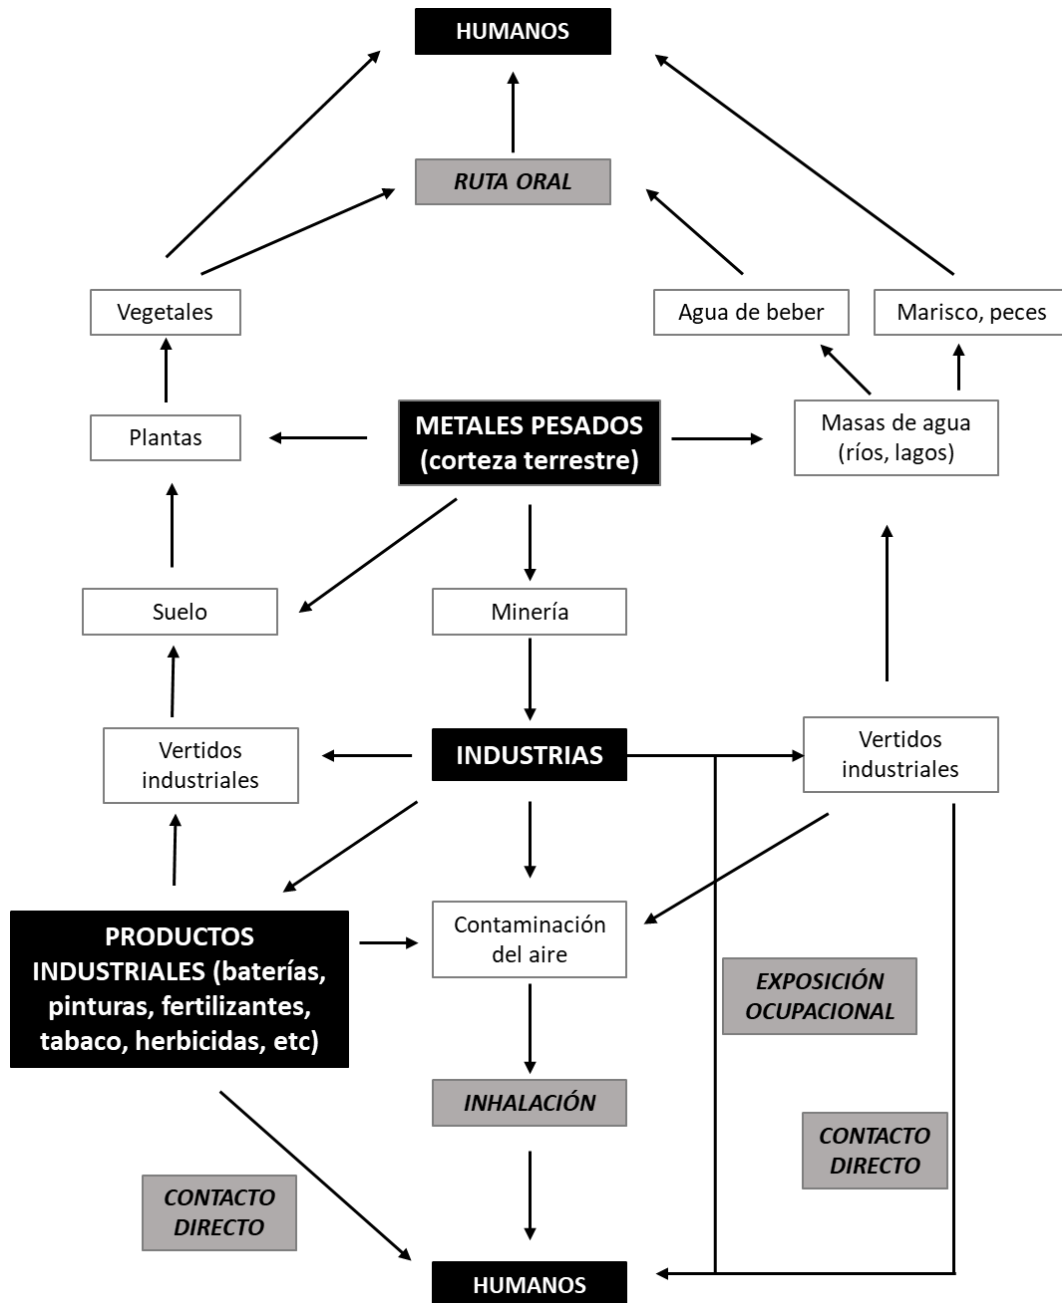 HUMANOS
RUTA ORAL
Vegetales
Agua de beber
Marisco, peces
Plantas
METALES PESADOS
(corteza terrestre)
Masas de agua
(ríos, lagos)
Suelo
Minería
Vertidos
industriales
INDUSTRIAS
Vertidos
industriales
PRODUCTOS
INDUSTRIALES (baterías,
pinturas, fertilizantes,
tabaco, herbicidas, etc)
Contaminación
del aire
EXPOSICIÓN
OCUPACIONAL
INHALACIÓN
CONTACTO
DIRECTO
CONTACTO
DIRECTO
HUMANOS